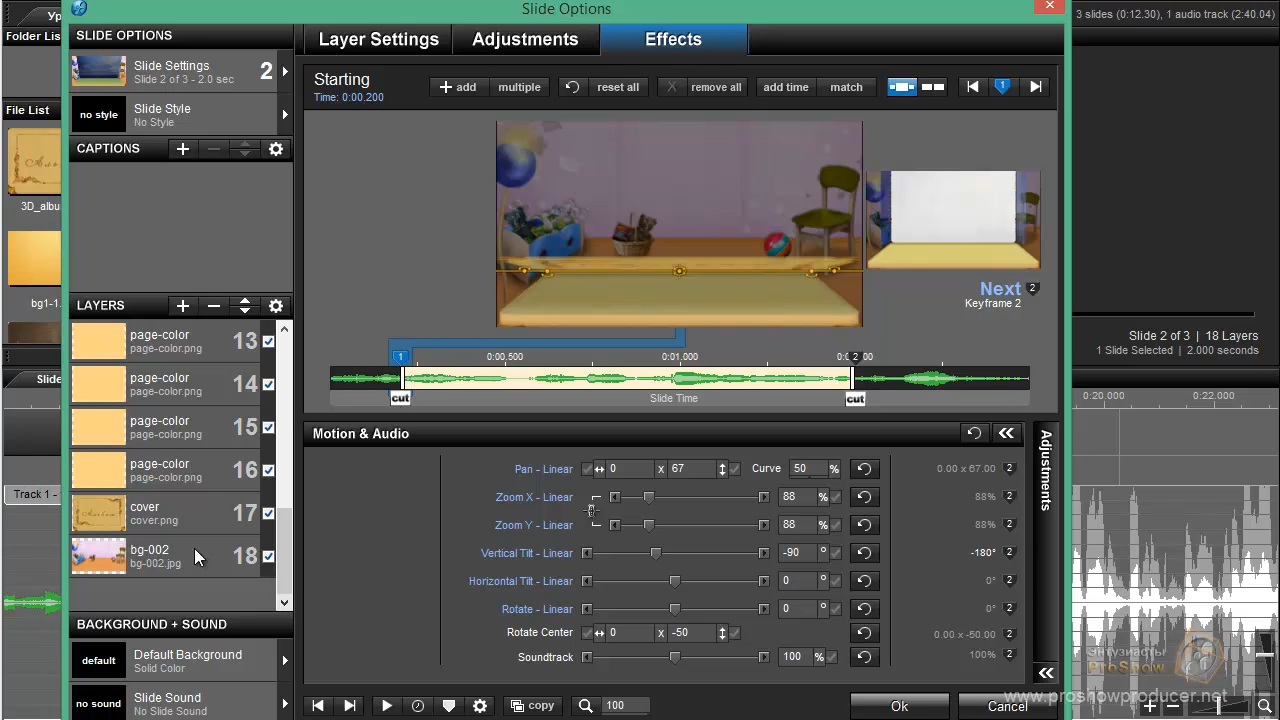 Slide Options
3 slides (0:12.30), 1 audio track (2:40.04)
Folder Lis
SLIDE OPTIONS
Slide Settings
Slide 2 of 3 - 2.0 sec
2
no style
Slide Style
No Style
File List
3D_albu
bg1-1.
CAPTIONS
Layer Settings
Adjustments
Effects
Starting
Time: 0:00.200
add
multiple
reset all
remove all
add time
match
1
Next 2
Keyframe 2
Slide 2 of 3 | 18 Layers
1 Slide Selected | 2.000 seconds
LAYERS
page-color
page-color.png
13
page-color
page-color.png
14
page-color
page-color.png
15
page-color
page-color.png
16
cover
cover.png
17
bg-002
bg-002.jpg
18
1
0:00.500
0:01.000
2
cut
Slide Time
cut
Slide
Track 1 -
0:20.000
0:22.000
Motion & Audio
Adjustments
Pan - Linear 0 x 67 Curve 50 % 0.00 x 67.00 2
Zoom X - Linear 88 % 88% 2
Zoom Y - Linear 88 % 88% 2
Vertical Tilt - Linear -90 ° -180° 2
Horizontal Tilt - Linear 0 ° 0° 2
Rotate - Linear 0 ° 0° 2
Rotate Center 0 x -50 0.00 x -50.00 2
Soundtrack 100 % 100% 2
BACKGROUND + SOUND
default
Default Background
Solid Color
no sound
Slide Sound
No Slide Sound
copy
100
Ok
Cancel
Энтузиасты
ProShow
www.proshowproducer.net